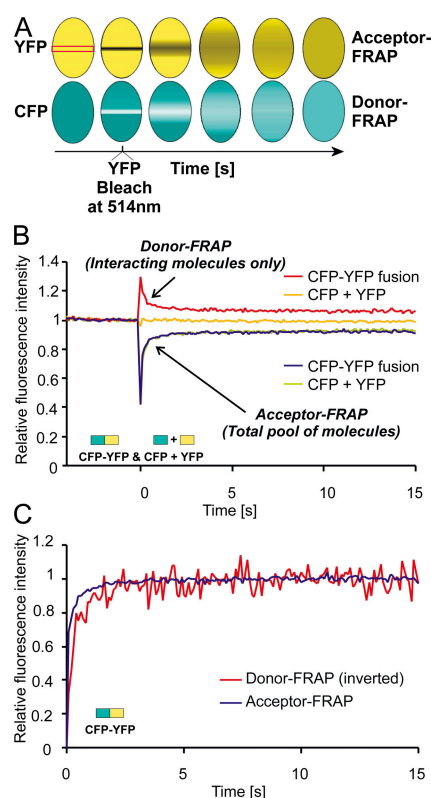 A
YFP
Acceptor-
FRAP
CFP
Donor-
FRAP
Time [s]
YFP
Bleach
at 514nm
B
Relative fluorescence intensity
1.4
1.2
1
0.8
0.6
0.4
0.2
0
Donor-FRAP
(Interacting molecules only)
CFP-YFP fusion
CFP + YFP
CFP-YFP fusion
CFP + YFP
Acceptor-FRAP
(Total pool of molecules)
+
CFP-YFP & CFP + YFP
0 5 10 15
Time [s]
C
Relative fluorescence intensity
1.2
1
0.8
0.6
0.4
0.2
0
Donor-FRAP (inverted)
Acceptor-FRAP
CFP-YFP
0 5 10 15
Time [s]